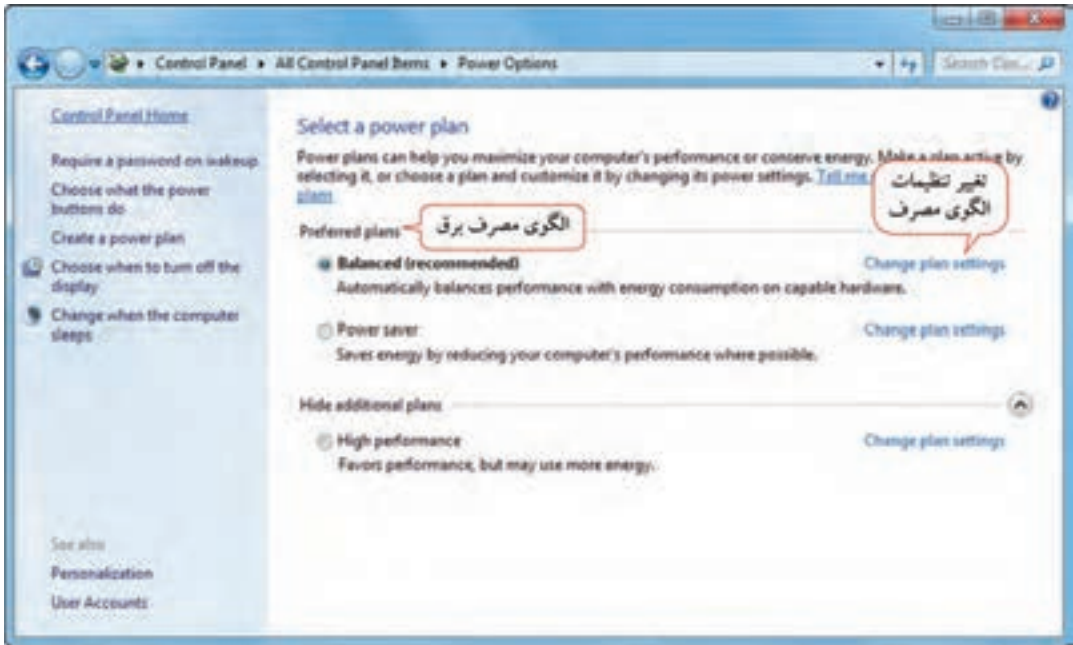 Control Panel ▸ All Control Panel Items ▸ Power Options
Control Panel Home
Require a password on wakeup
Choose what the power
buttons do
Create a power plan
Choose when to turn off the
display
Change when the computer
sleeps
See also
Personalization
User Accounts
Select a power plan
Power plans can help you maximize your computer's performance or conserve energy. Make a plan active by
selecting it, or choose a plan and customize it by changing its power settings. Tell me
plans
تغییر تنظیمات
الگوی مصرف
Preferred plans
الگوی مصرف برق
Balanced (recommended) Change plan settings
Automatically balances performance with energy consumption on capable hardware.
Power saver Change plan settings
Saves energy by reducing your computer's performance where possible.
Hide additional plans
High performance Change plan settings
Favors performance, but may use more energy.